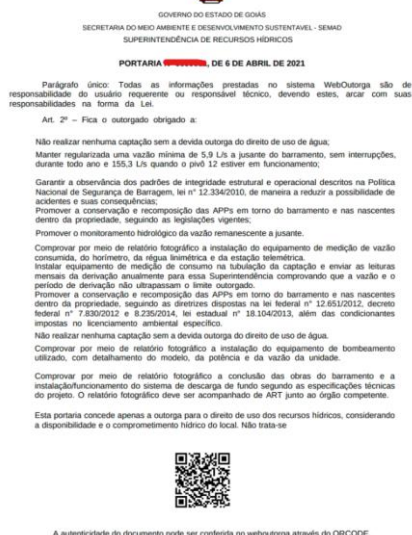 GOVERNO DO ESTADO DE GOIÁS
SECRETARIA DO MEIO AMBIENTE E DESENVOLVIMENTO SUSTENTAVEL - SEMAD
SUPERINTENDÊNCIA DE RECURSOS HÍDRICOS
PORTARIA , DE 6 DE ABRIL DE 2021
Parágrafo único: Todas as informações prestadas no sistema WebOutorga são de
responsabilidade do usuário requerente ou responsável técnico, devendo estes, arcar com suas
responsabilidades na forma da Lei.
Art. 2º – Fica o outorgado obrigado a:
Não realizar nenhuma captação sem a devida outorga do direito de uso de água;
Manter regularizada uma vazão mínima de 5,9 L/s a jusante do barramento, sem interrupções,
durante todo ano e 155,3 L/s quando o pivô 12 estiver em funcionamento;
Garantir a observância dos padrões de integridade estrutural e operacional descritos na Política
Nacional de Segurança de Barragem, lei n° 12.334/2010, de maneira a reduzir a possibilidade de
acidentes e suas consequências;
Promover a conservação e recomposição das APPs em torno do barramento e nas nascentes
dentro da propriedade, seguindo as legislações vigentes;
Promover o monitoramento hidrológico da vazão remanescente a jusante.
Comprovar por meio de relatório fotográfico a instalação do equipamento de medição de vazão
consumida, do horímetro, da régua linimétrica e da estação telemétrica.
Instalar equipamento de medição de consumo na tubulação da captação e enviar as leituras
mensais da derivação anualmente para essa Superintendência comprovando que a vazão e o
período de derivação não ultrapassam o limite outorgado.
Promover a conservação e recomposição das APPs em torno do barramento e nas nascentes
dentro da propriedade, seguindo as diretrizes dispostas na lei federal n° 12.651/2012, decreto
federal n° 7.830/2012 e 8.235/2014, lei estadual n° 18.104/2013, além das condicionantes
impostas no licenciamento ambiental específico.
Não realizar nenhuma captação sem a devida outorga do direito de uso de água.
Comprovar por meio de relatório fotográfico a instalação do equipamento de bombeamento
utilizado, com detalhamento do modelo, da potência e da vazão da unidade.
Comprovar por meio de relatório fotográfico a conclusão das obras do barramento e a
instalação/funcionamento do sistema de descarga de fundo segundo as especificações técnicas
do projeto. O relatório fotográfico deve ser acompanhado de ART junto ao órgão competente.
Esta portaria concede apenas a outorga para o direito de uso dos recursos hídricos, considerando
a disponibilidade e o comprometimento hídrico do local. Não trata-se
A autenticidade do documento pode ser conferida no weboutorga através do QRCODE